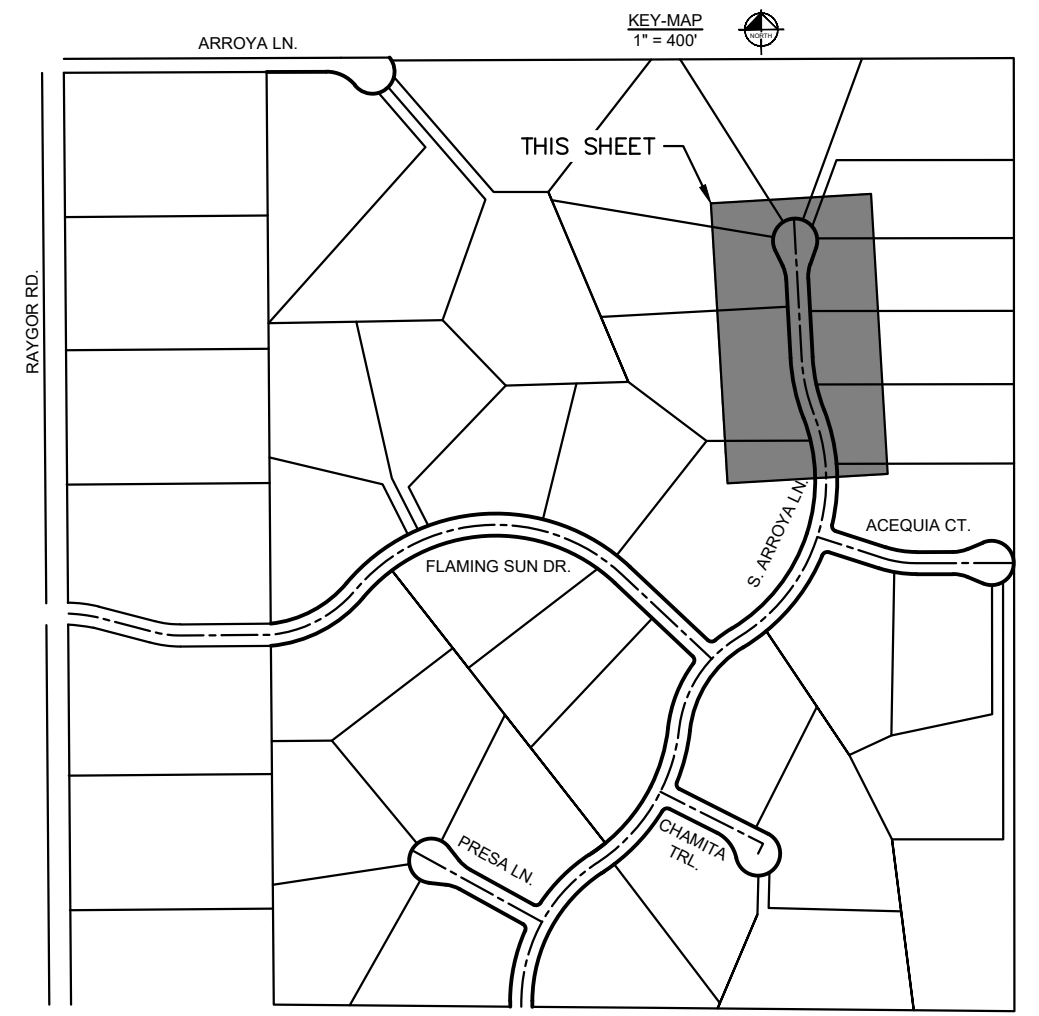 KEY-MAP
1" = 400'
NORTH
ARROYA LN.
THIS SHEET
RAYGOR RD.
S. ARROYA LN.
ACEQUIA CT.
FLAMING SUN DR.
CHAMITA
TRL.
PRESA LN.